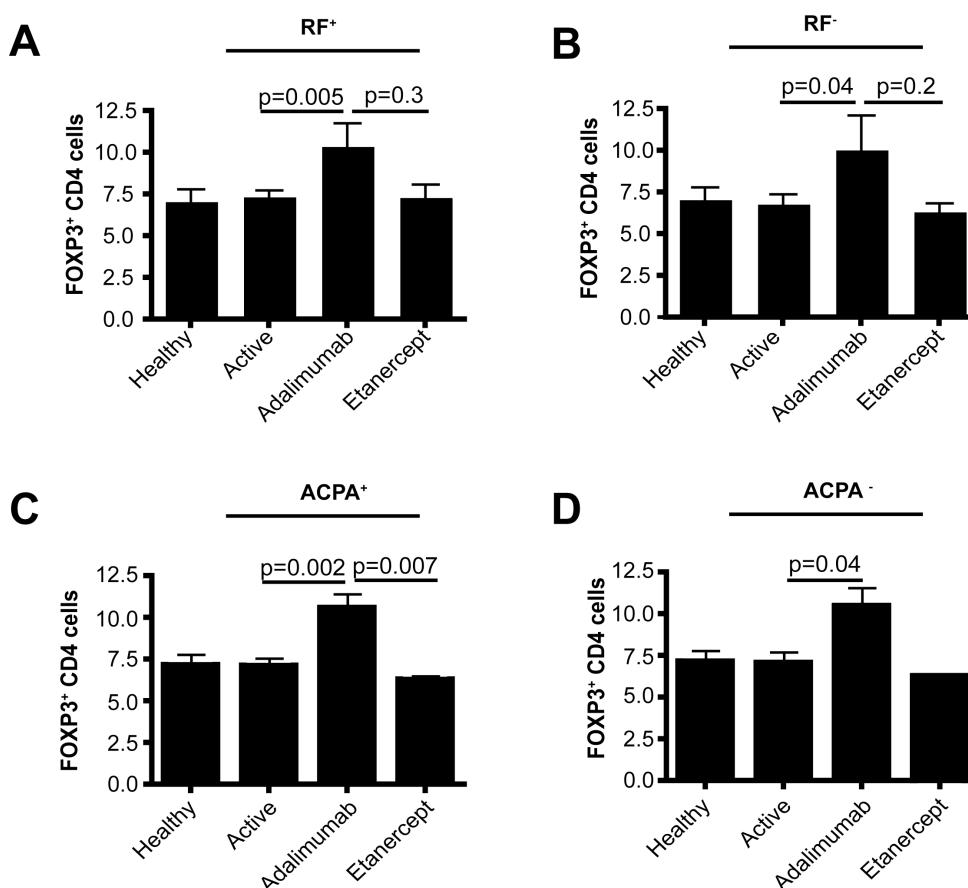 A
RF⁺
p=0.005 p=0.3
FOXP3⁺ CD4 cells
12.5
10.0
7.5
5.0
2.5
0.0
Healthy
Active
Adalimumab
Etanercept
B
RF⁻
p=0.04 p=0.2
FOXP3⁺ CD4 cells
12.5
10.0
7.5
5.0
2.5
0.0
Healthy
Active
Adalimumab
Etanercept
C
ACPA⁺
p=0.002 p=0.007
FOXP3⁺ CD4 cells
12.5
10.0
7.5
5.0
2.5
0.0
Healthy
Active
Adalimumab
Etanercept
D
ACPA ⁻
p=0.04
FOXP3⁺ CD4 cells
12.5
10.0
7.5
5.0
2.5
0.0
Healthy
Active
Adalimumab
Etanercept